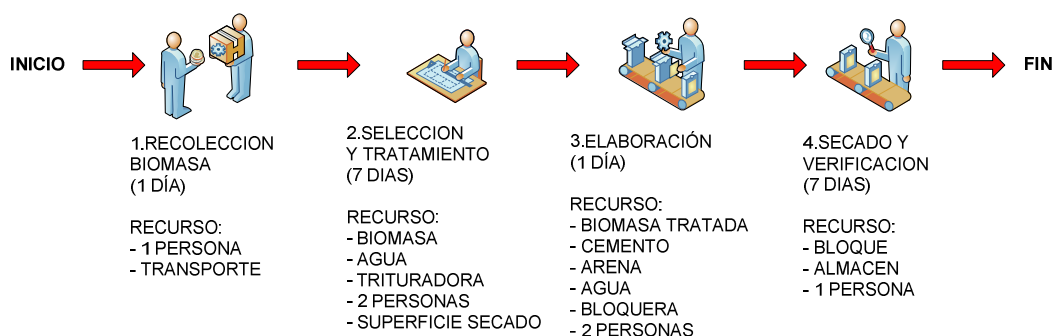 INICIO
1.RECOLECCION
BIOMASA
(1 DÍA)
RECURSO:
- 1 PERSONA
- TRANSPORTE
2.SELECCION
Y TRATAMIENTO
(7 DIAS)
RECURSO:
- BIOMASA
- AGUA
- TRITURADORA
- 2 PERSONAS
- SUPERFICIE SECADO
3.ELABORACIÓN
(1 DÍA)
RECURSO:
- BIOMASA TRATADA
- CEMENTO
- ARENA
- AGUA
- BLOQUERA
- 2 PERSONAS
4.SECADO Y
VERIFICACION
(7 DIAS)
RECURSO:
- BLOQUE
- ALMACEN
- 1 PERSONA
FIN